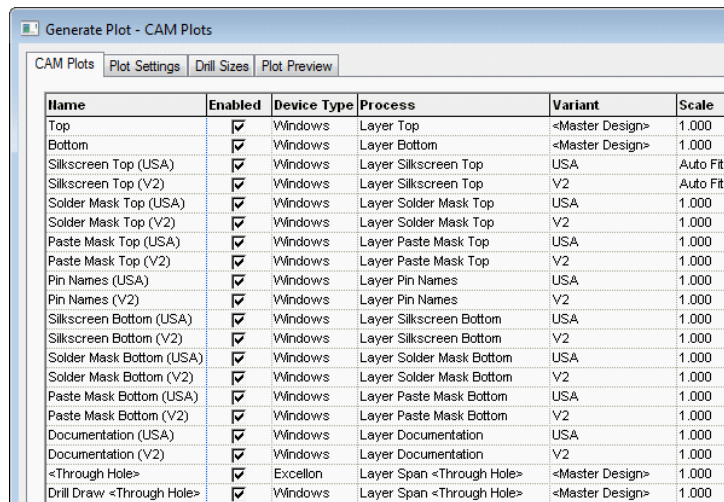 Generate Plot - CAM Plots
CAM Plots Plot Settings Drill Sizes Plot Preview
Name Enabled Device Type Process Variant Scale
Top Windows Layer Top <Master Design> 1.000
Bottom Windows Layer Bottom <Master Design> 1.000
Silkscreen Top (USA) Windows Layer Silkscreen Top USA Auto Fit
Silkscreen Top (V2) Windows Layer Silkscreen Top V2 Auto Fit
Solder Mask Top (USA) Windows Layer Solder Mask Top USA 1.000
Solder Mask Top (V2) Windows Layer Solder Mask Top V2 1.000
Paste Mask Top (USA) Windows Layer Paste Mask Top USA 1.000
Paste Mask Top (V2) Windows Layer Paste Mask Top V2 1.000
Pin Names (USA) Windows Layer Pin Names USA 1.000
Pin Names (V2) Windows Layer Pin Names V2 1.000
Silkscreen Bottom (USA) Windows Layer Silkscreen Bottom USA 1.000
Silkscreen Bottom (V2) Windows Layer Silkscreen Bottom V2 1.000
Solder Mask Bottom (USA) Windows Layer Solder Mask Bottom USA 1.000
Solder Mask Bottom (V2) Windows Layer Solder Mask Bottom V2 1.000
Paste Mask Bottom (USA) Windows Layer Paste Mask Bottom USA 1.000
Paste Mask Bottom (V2) Windows Layer Paste Mask Bottom V2 1.000
Documentation (USA) Windows Layer Documentation USA 1.000
Documentation (V2) Windows Layer Documentation V2 1.000
<Through Hole> Excellon Layer Span <Through Hole> <Master Design> 1.000
Drill Draw <Through Hole> Windows Layer Span <Through Hole> <Master Design> 1.000